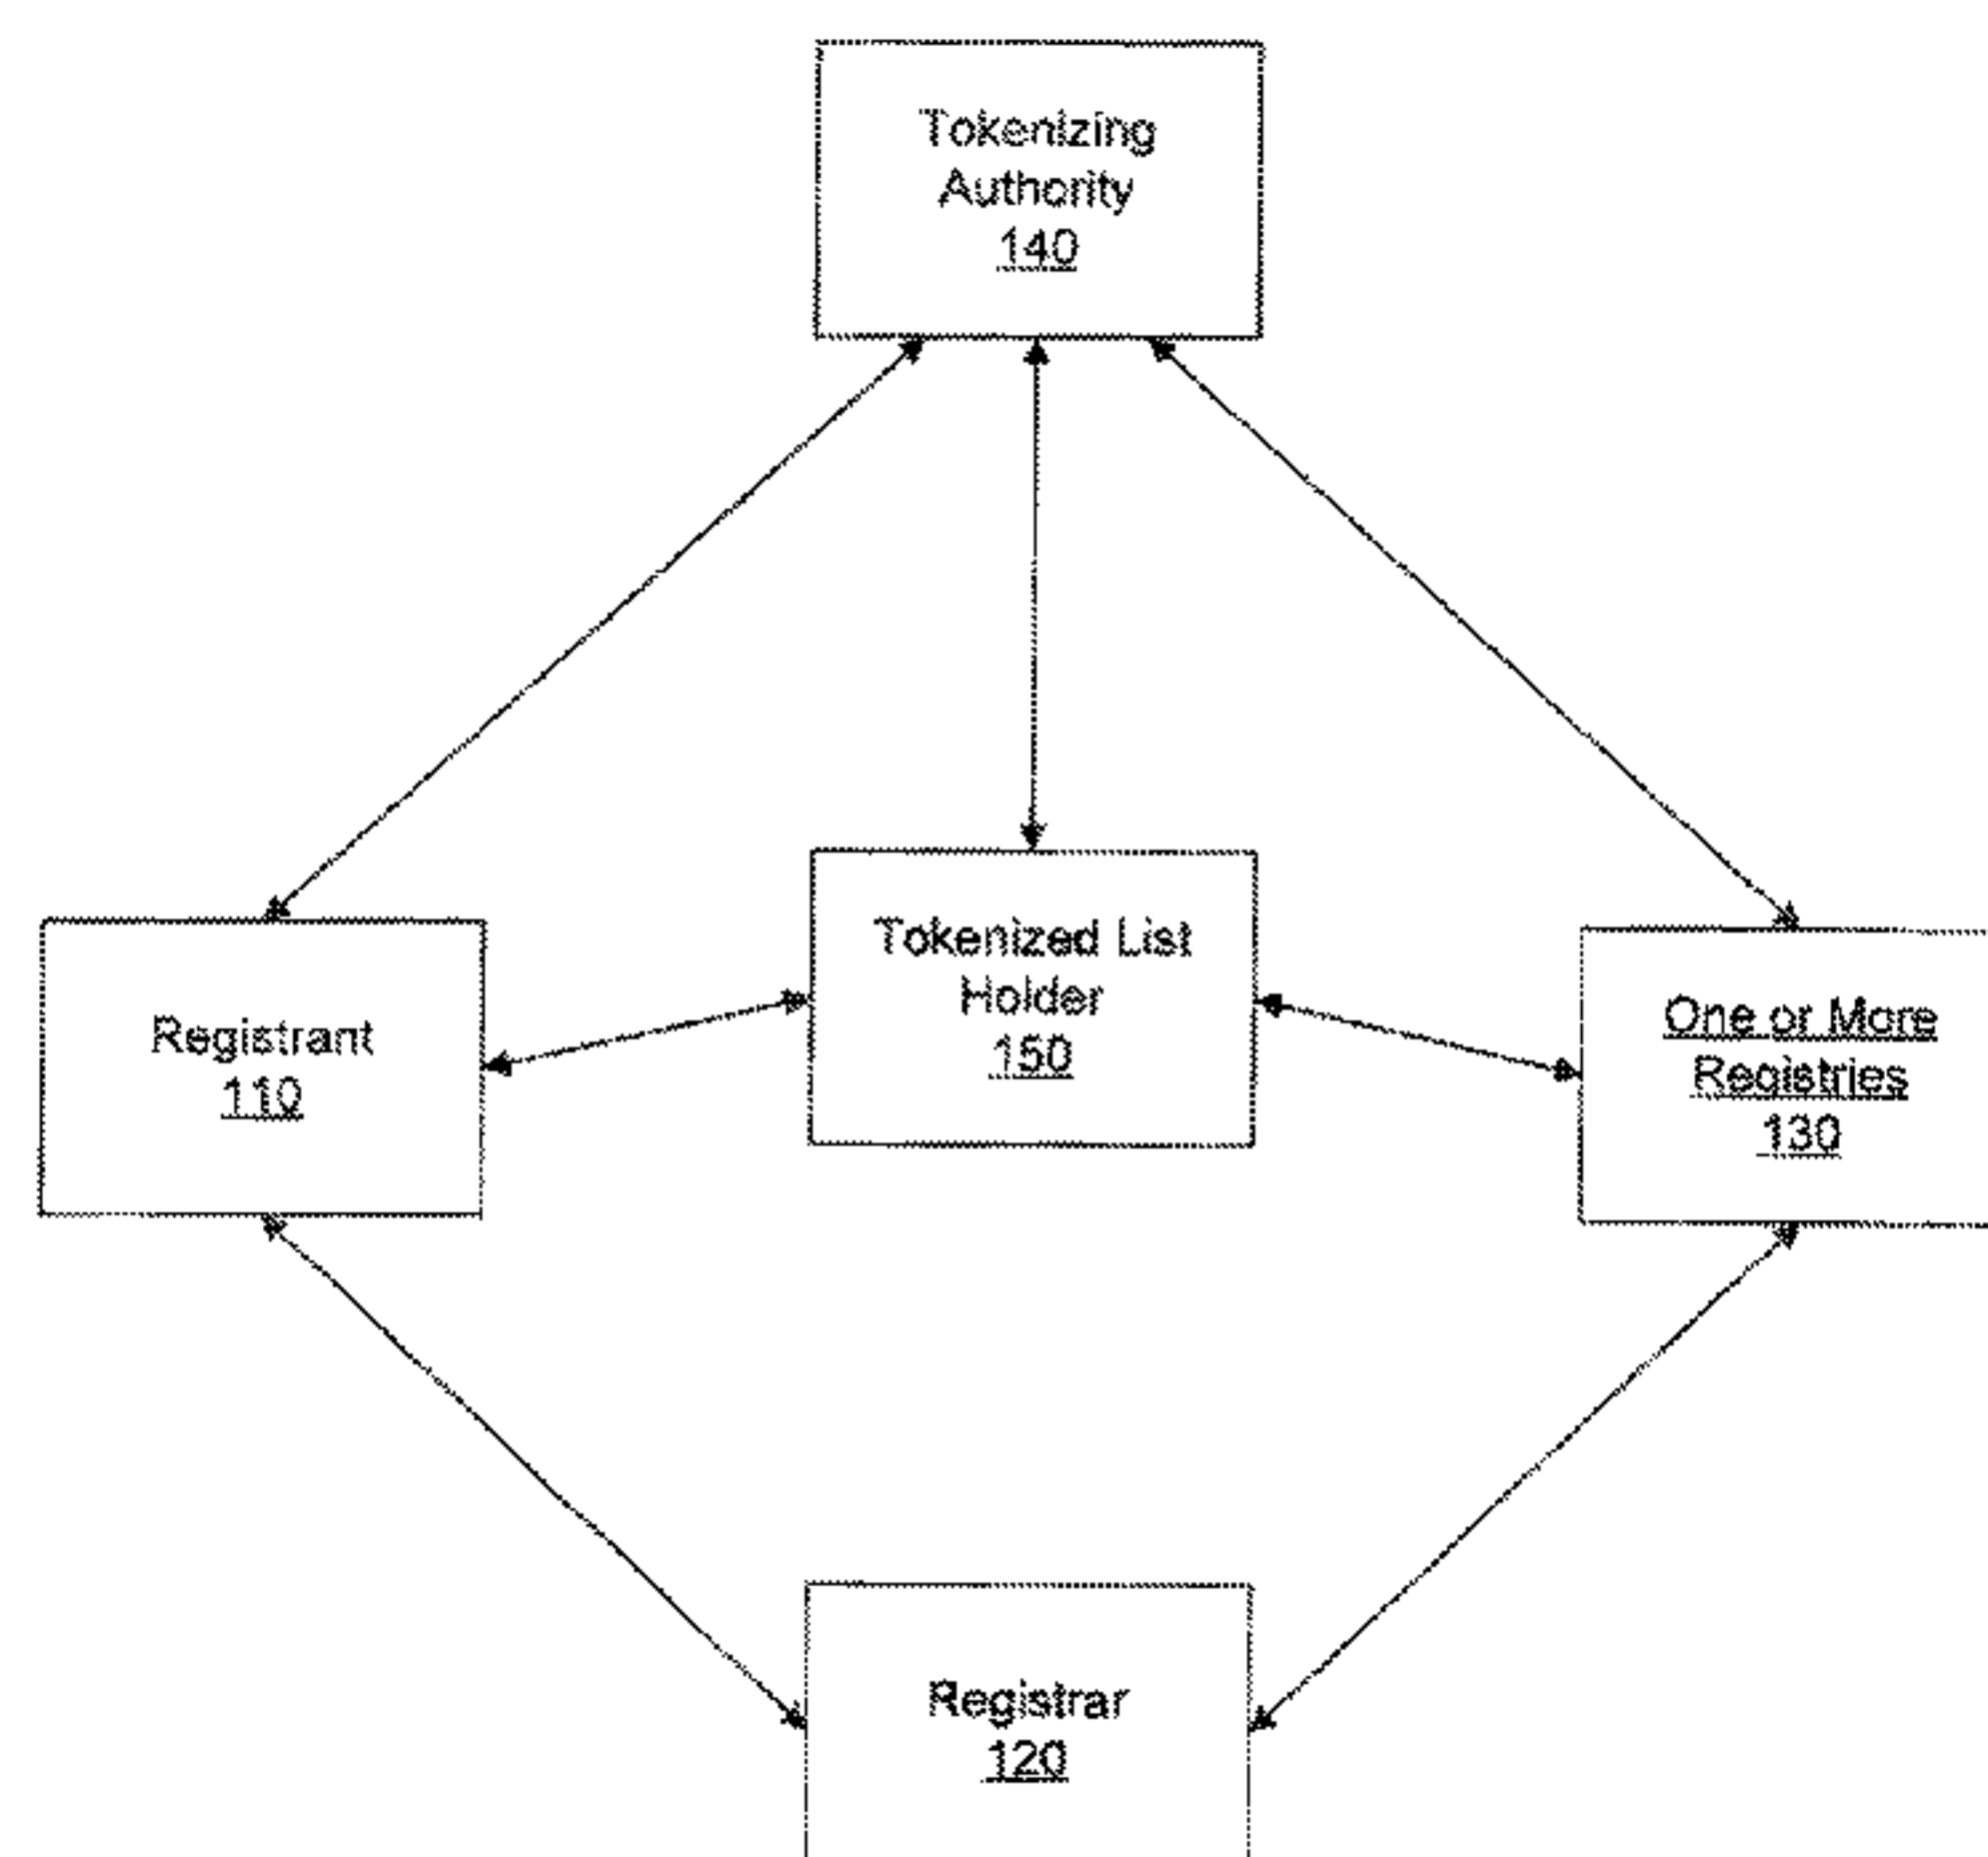 Tokenizing
Authority
140
Tokenized List
Holder
150
Registrant
110
One or More
Registries
130
Registrar
120